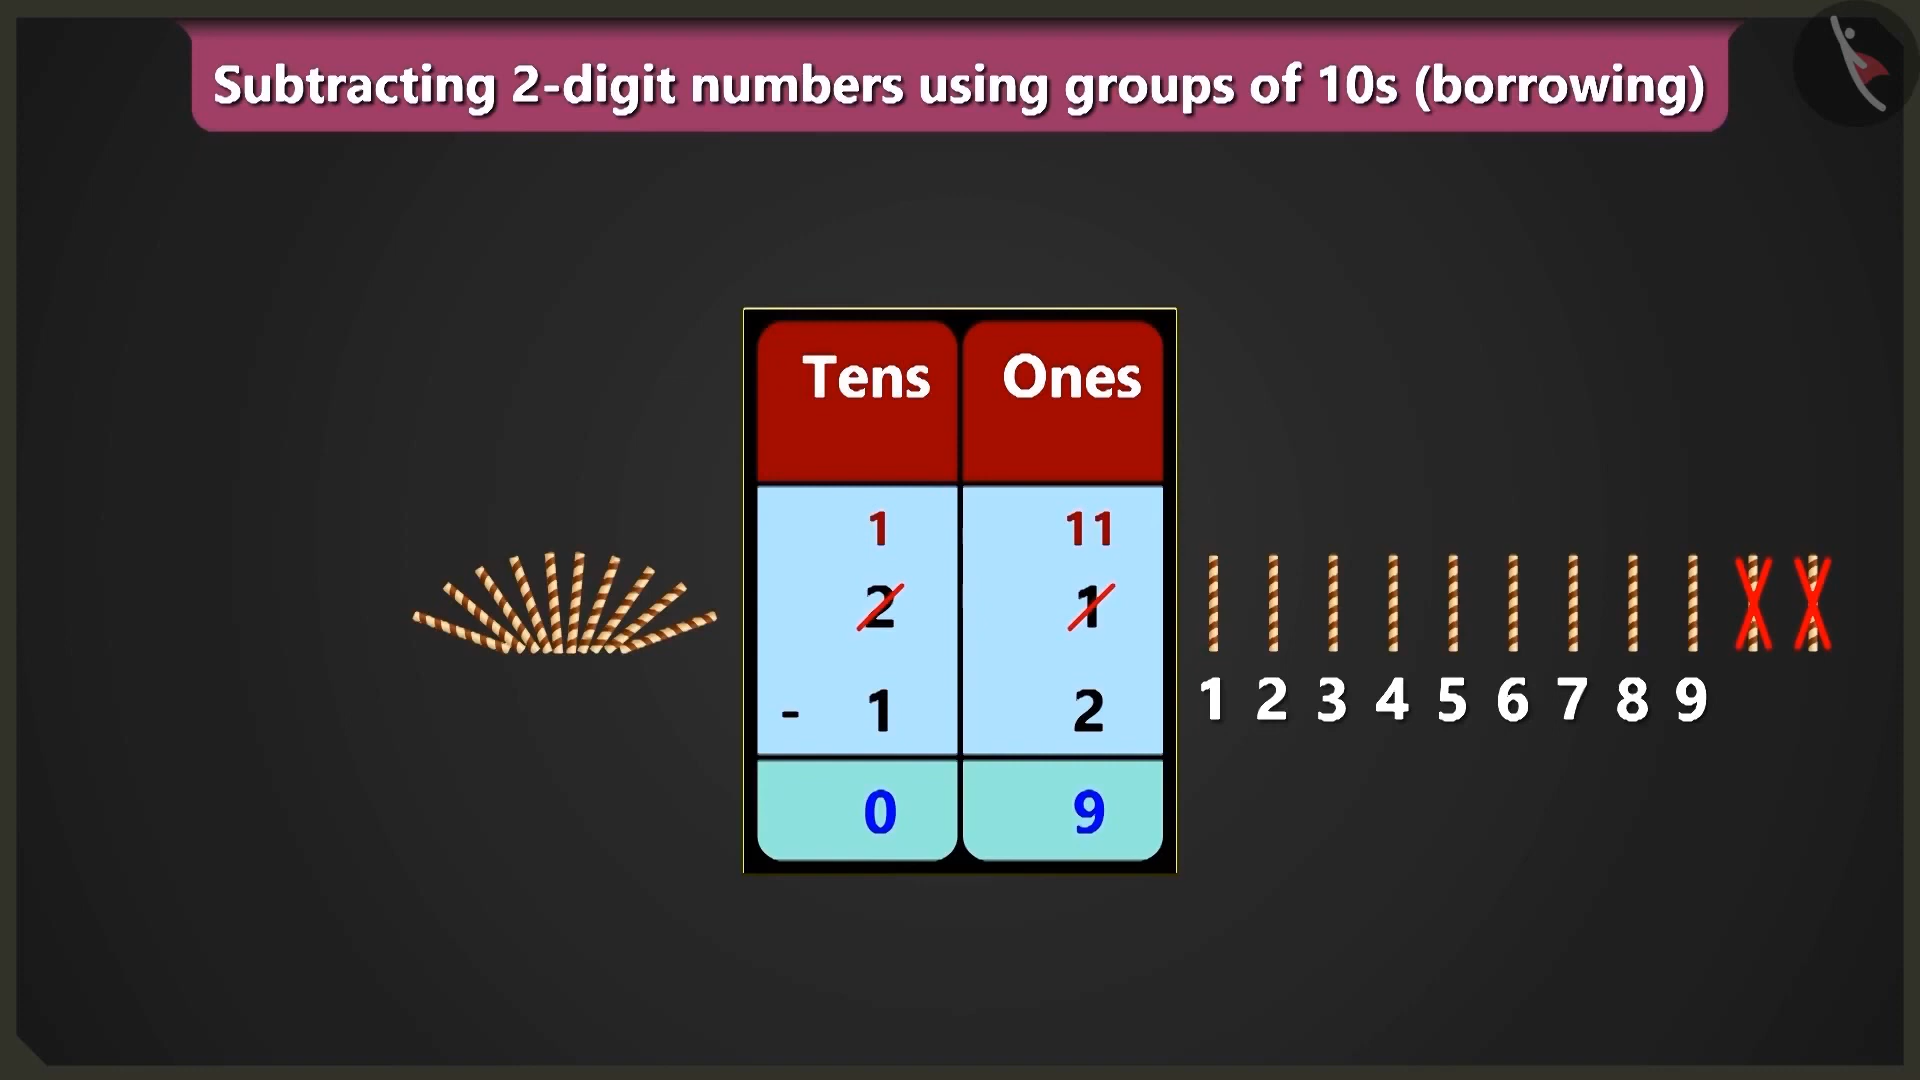 Subtracting 2-digit numbers using groups of 10s (borrowing)
Tens Ones
1 11
2 1
- 1 2
1 2 3 4 5 6 7 8 9
0 9